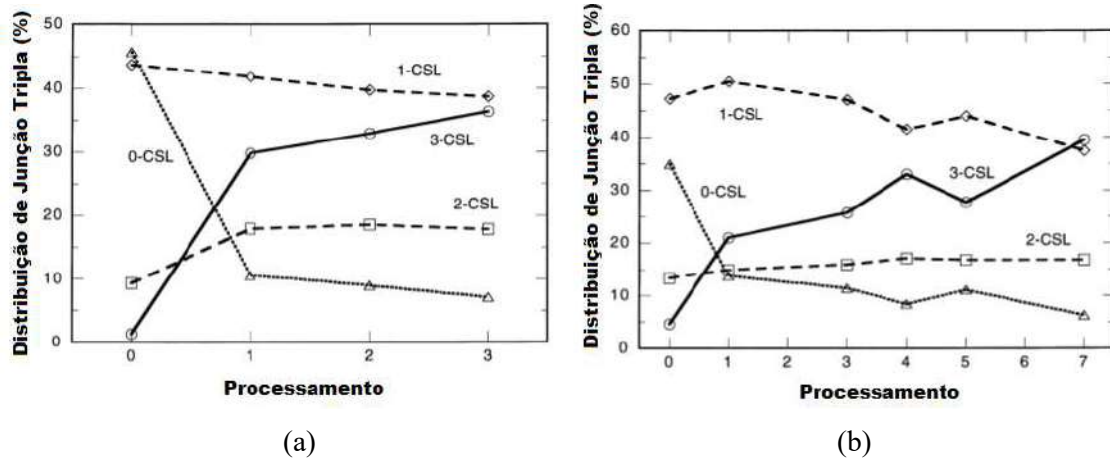 Distribuição de Junção Tripla (%)
50
40
30
20
10
0
1-CSL
3-CSL
0-CSL
2-CSL
0 1 2 3
Processamento
(a)
Distribuição de Junção Tripla (%)
60
50
40
30
20
10
0
1-CSL
0-CSL
3-CSL
2-CSL
0 1 2 3 4 5 6 7
Processamento
(b)